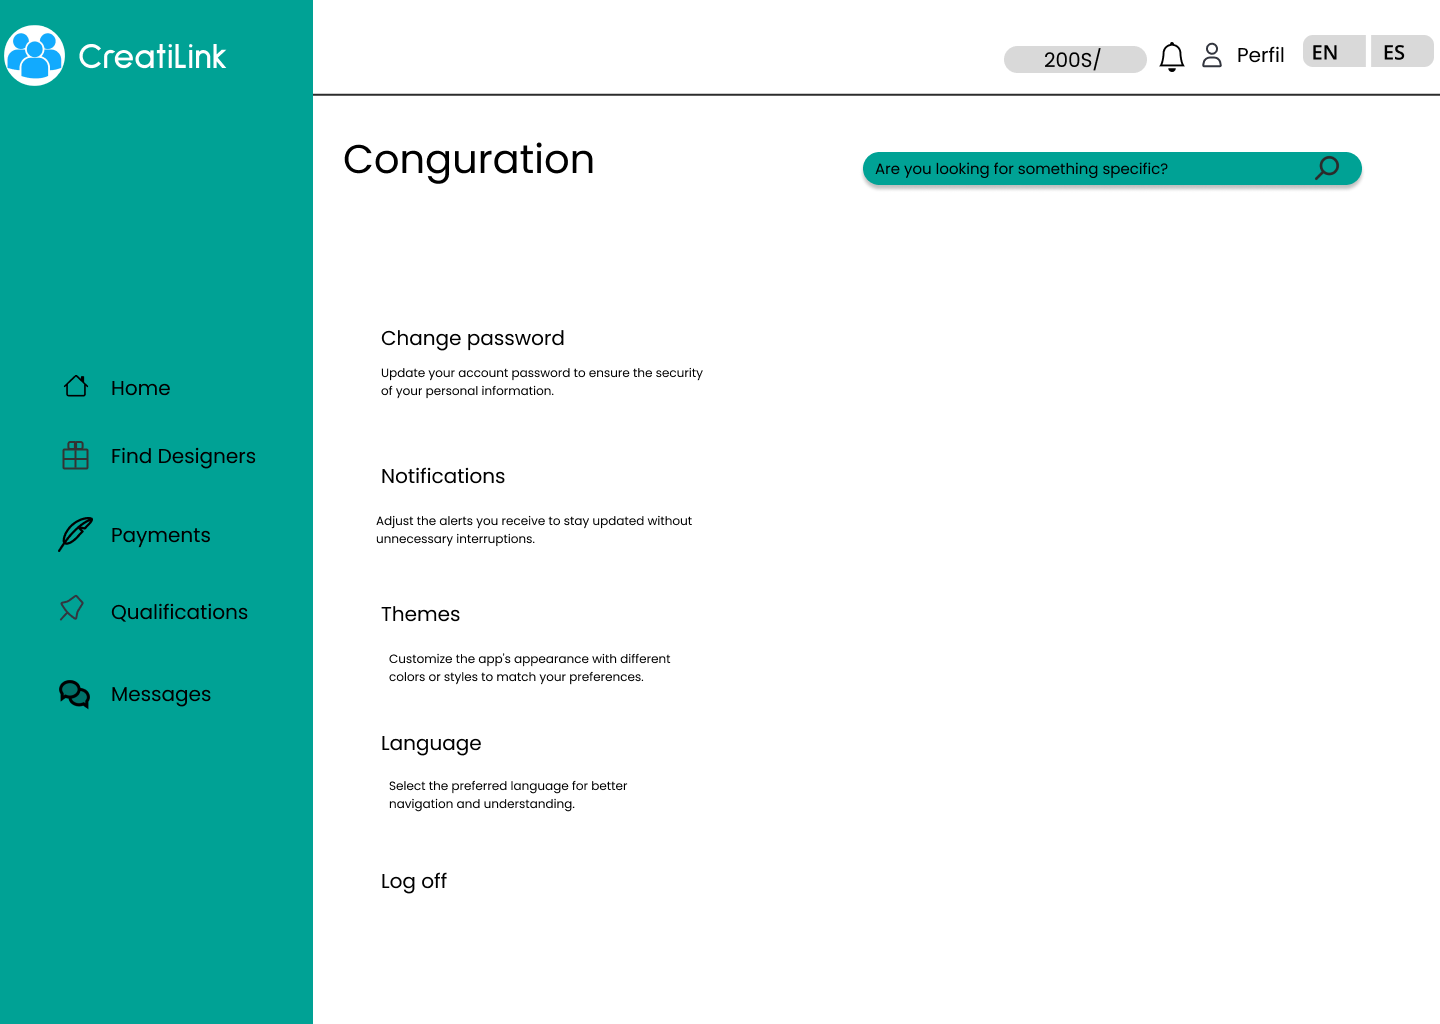 CreatiLink
200S/
Perfil
EN
ES
Conguration
Are you looking for something specific?
Home
Find Designers
Payments
Qualifications
Messages
Change password
Update your account password to ensure the security
of your personal information.
Notifications
Adjust the alerts you receive to stay updated without
unnecessary interruptions.
Themes
Customize the app's appearance with different
colors or styles to match your preferences.
Language
Select the preferred language for better
navigation and understanding.
Log off